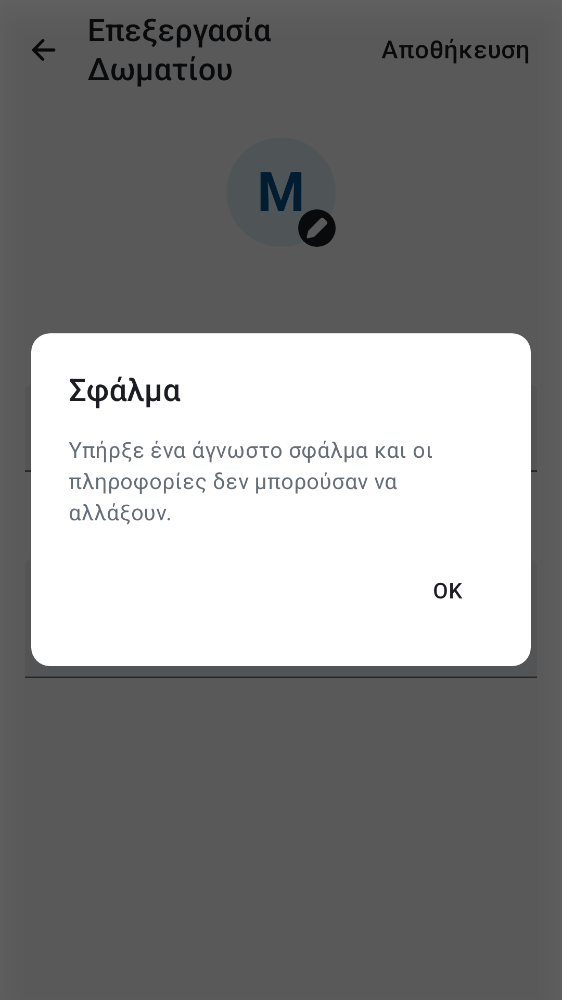 Επεξεργασία
Δωματίου
Αποθήκευση
M
Σφάλμα
Υπήρξε ένα άγνωστο σφάλμα και οι
πληροφορίες δεν μπορούσαν να
αλλάξουν.
OK